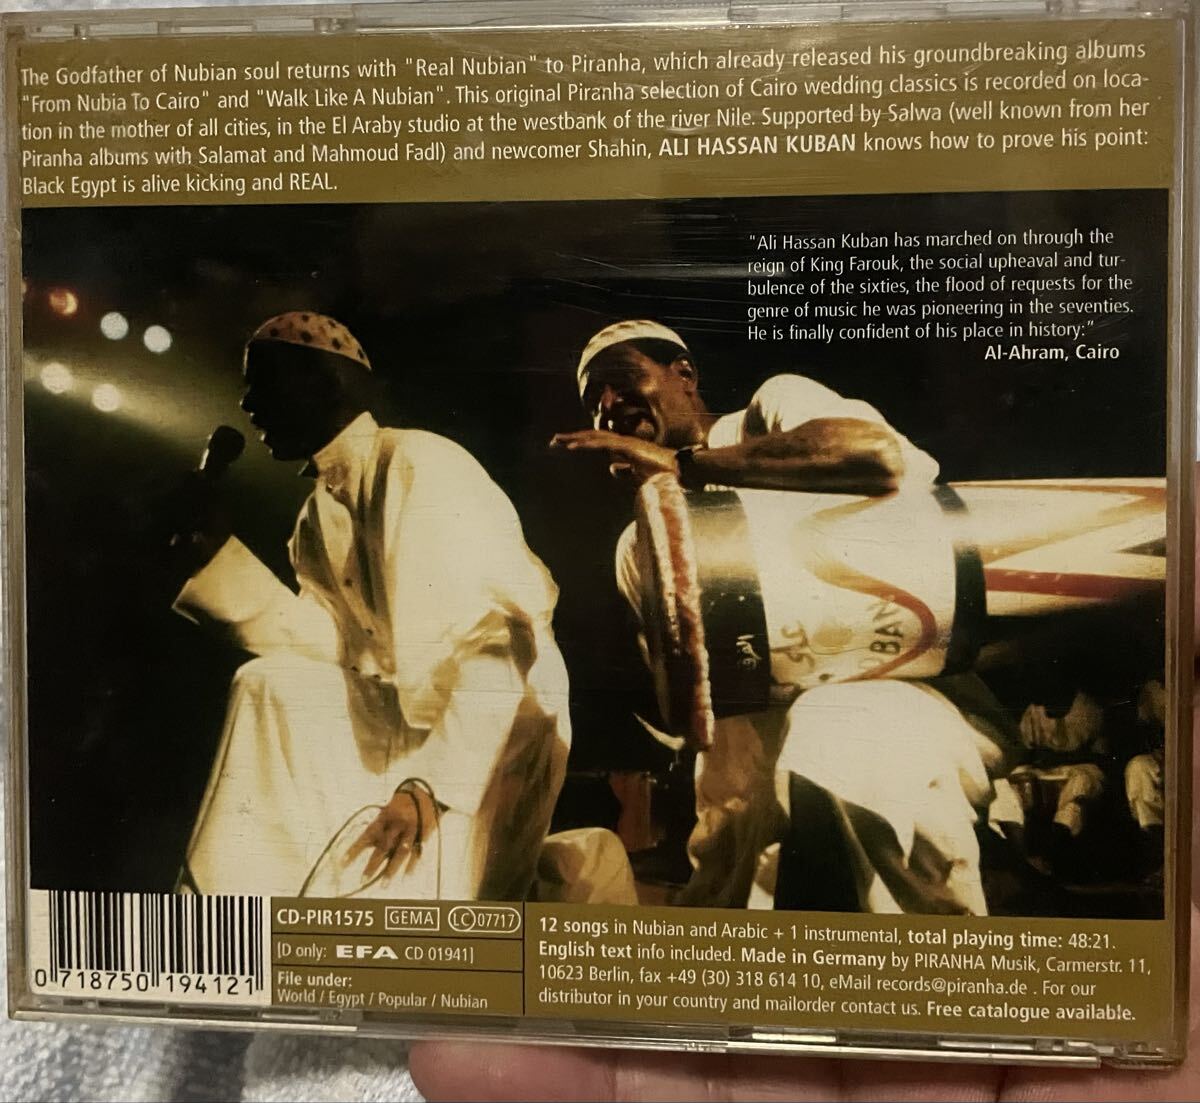 The Godfather of Nubian soul returns with "Real Nubian" to Piranha, which already released his groundbreaking albums
"From Nubia To Cairo" and "Walk Like A Nubian". This original Piranha selection of Cairo wedding classics is recorded on loca-
tion in the mother of all cities, in the El Araby studio at the westbank of the river Nile. Supported by Salwa (well known from her
Piranha albums with Salamat and Mahmoud Fadl) and newcomer Shahin, ALI HASSAN KUBAN knows how to prove his point:
Black Egypt is alive kicking and REAL.
"Ali Hassan Kuban has marched on through the
reign of King Farouk, the social upheaval and tur-
bulence of the sixties, the flood of requests for the
genre of music he was pioneering in the seventies.
He is finally confident of his place in history:"
Al-Ahram, Cairo
0 718750 194121
CD-PIR1575 GEMA LC 07717
[D only: EFA CD 01941]
File under:
World / Egypt / Popular / Nubian
12 songs in Nubian and Arabic + 1 instrumental, total playing time: 48:21.
English text info included. Made in Germany by PIRANHA Musik, Carmerstr. 11,
10623 Berlin, fax +49 (30) 318 614 10, eMail records@piranha.de . For our
distributor in your country and mailorder contact us. Free catalogue available.